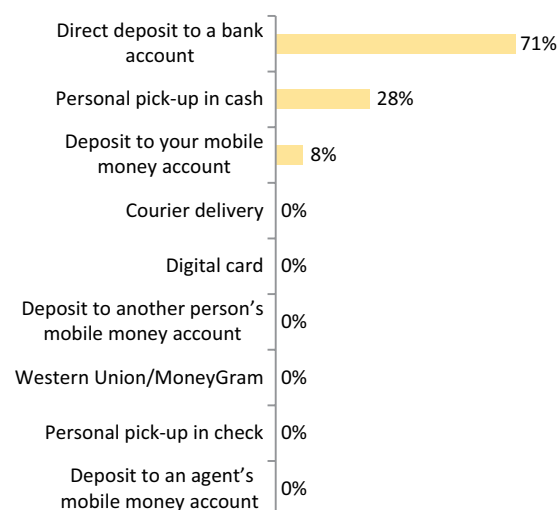 Direct deposit to a bank
account
71%
Personal pick-up in cash
28%
Deposit to your mobile
money account
8%
Courier delivery
0%
Digital card
0%
Deposit to another person’s
mobile money account
0%
Western Union/MoneyGram
0%
Personal pick-up in check
0%
Deposit to an agent’s
mobile money account
0%